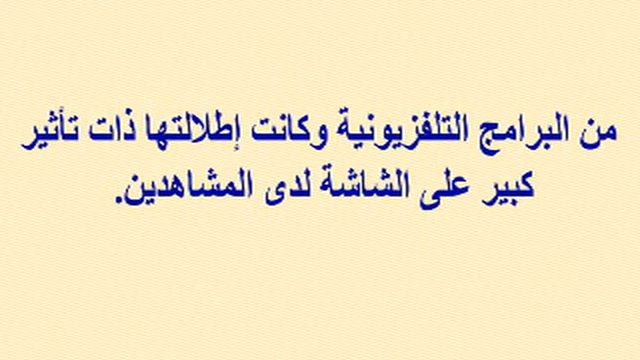 من البرامج التلفزيونية وكانت إطلالتها ذات تأثير
كبير على الشاشة لدى المشاهدين.